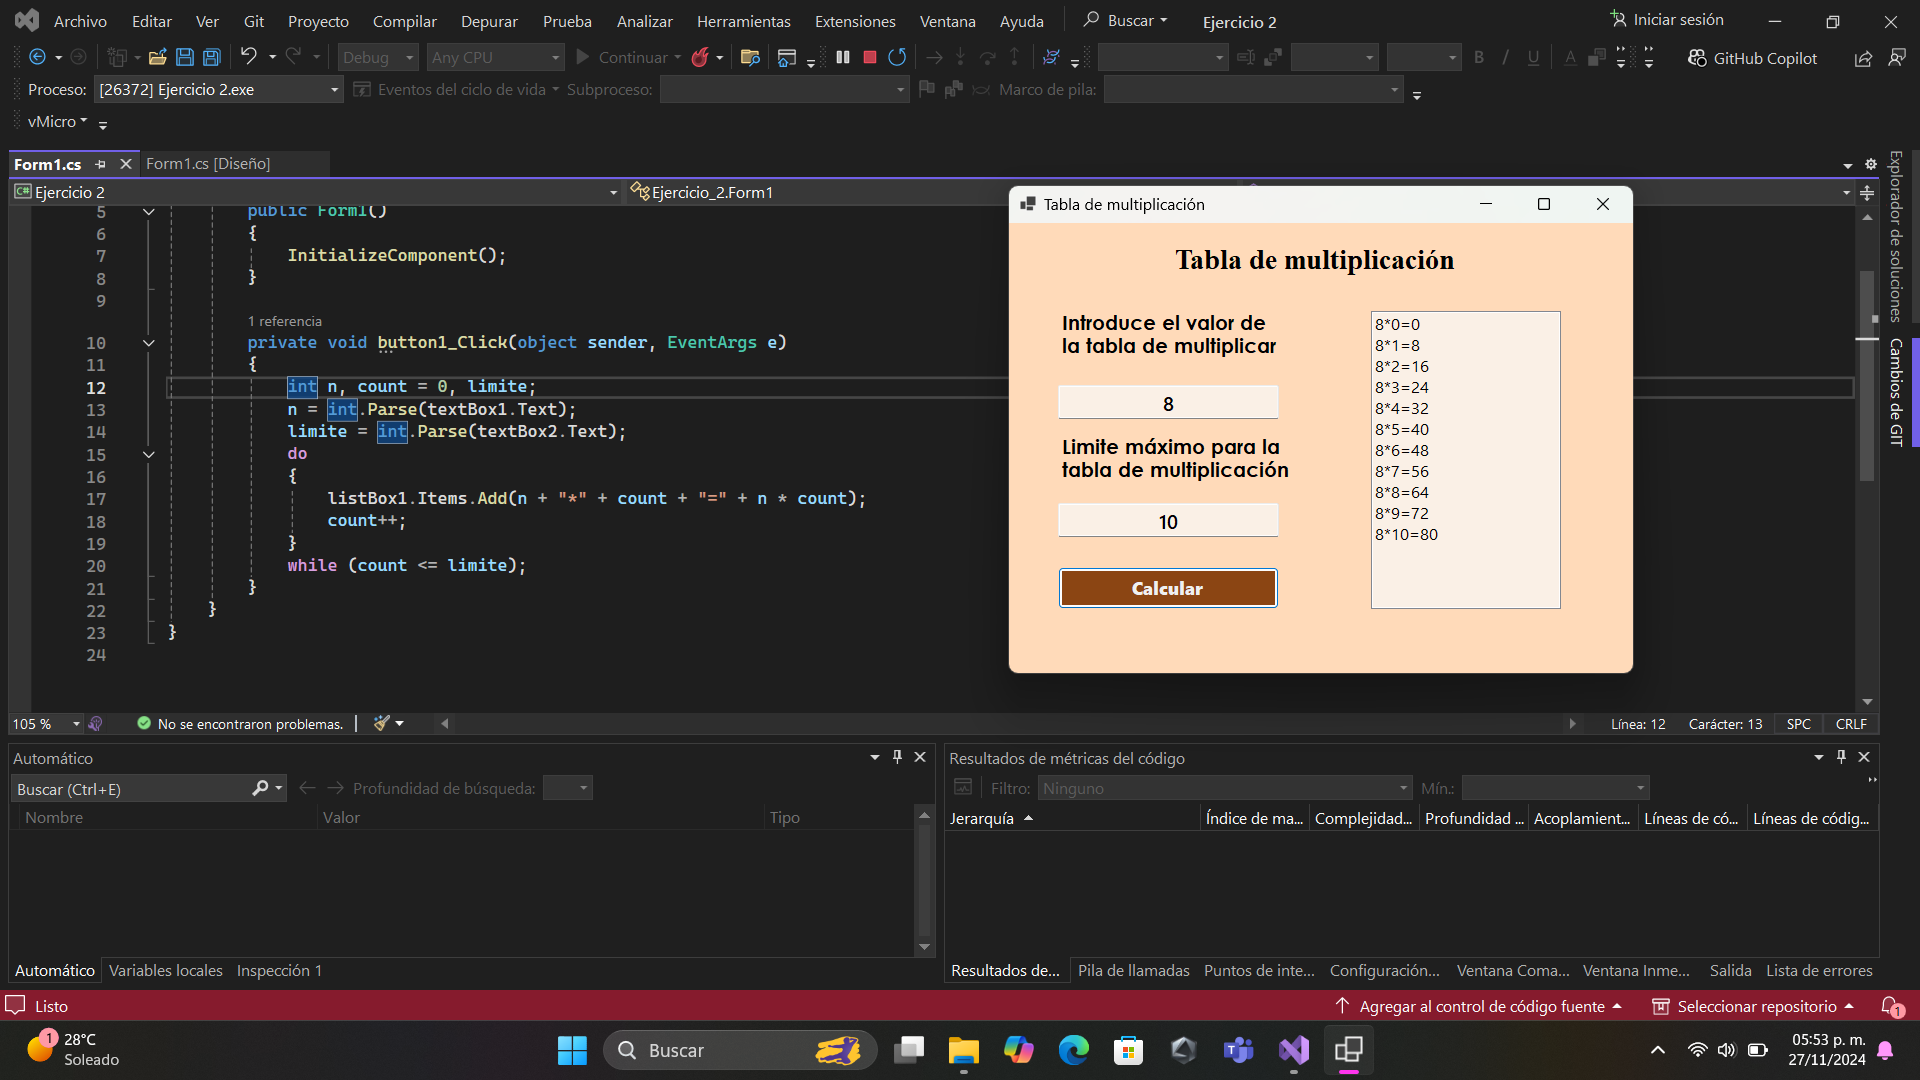 Archivo Editar Ver Git Proyecto Compilar Depurar Prueba Analizar Herramientas Extensiones Ventana Ayuda Buscar Ejercicio 2 Iniciar sesión
Debug Any CPU Continuar B I U A GitHub Copilot
Proceso: [26372] Ejercicio 2.exe Eventos del ciclo de vida Subproceso: Marco de pila:
vMicro
Form1.cs Form1.cs [Diseño]
C# Ejercicio 2 Ejercicio_2.Form1
5 public Form1()
6 {
7 InitializeComponent();
8 }
9
1 referencia
10 private void button1_Click(object sender, EventArgs e)
11 {
12 int n, count = 0, limite;
13 n = int.Parse(textBox1.Text);
14 limite = int.Parse(textBox2.Text);
15 do
16 {
17 listBox1.Items.Add(n + "*" + count + "=" + n * count);
18 count++;
19 }
20 while (count <= limite);
21 }
22 }
23 }
24
Tabla de multiplicación
Tabla de multiplicación
Introduce el valor de
la tabla de multiplicar
8
Limite máximo para la
tabla de multiplicación
10
Calcular
8*0=0
8*1=8
8*2=16
8*3=24
8*4=32
8*5=40
8*6=48
8*7=56
8*8=64
8*9=72
8*10=80
Explorador de soluciones
Cambios de GIT
105 % No se encontraron problemas. Línea: 12 Carácter: 13 SPC CRLF
Automático
Buscar (Ctrl+E) Profundidad de búsqueda:
Nombre Valor Tipo
Automático Variables locales Inspección 1
Resultados de métricas del código
Filtro: Ninguno Mín.:
Jerarquía Índice de ma... Complejidad... Profundidad ... Acoplamient... Líneas de có... Líneas de códig...
Resultados de... Pila de llamadas Puntos de inte... Configuración... Ventana Coma... Ventana Inme... Salida Lista de errores
Listo Agregar al control de código fuente Seleccionar repositorio 1
1
28°C
Soleado
Buscar
T
05:53 p. m.
27/11/2024